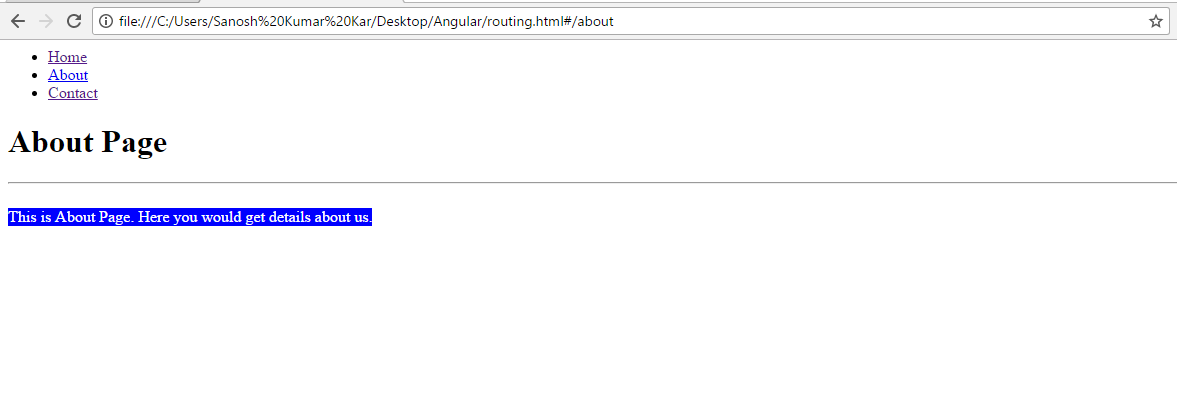 file:///C:/Users/Sanosh%20Kumar%20Kar/Desktop/Angular/routing.html#/about
Home
About
Contact
About Page
This is About Page. Here you would get details about us.